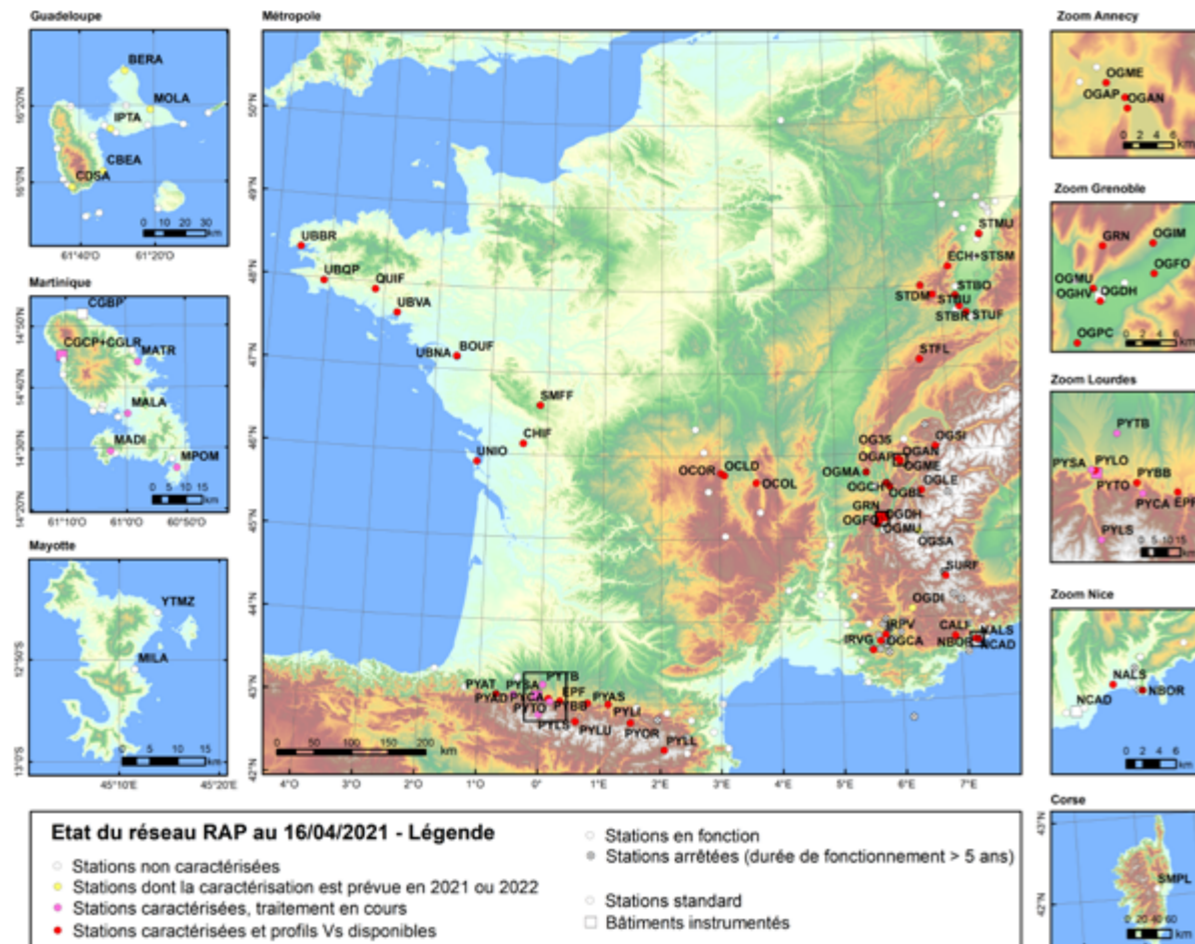 Guadeloupe
BERA
MOLA
IPTA
CBEA
CDSA
16°20'
16°0'N
0 10 20 30
km
61°40'O 61°20'O
Martinique
CGBP
CGCP+CGLR
MATR
MALA
MADI
MPOM
14°50'N
14°40'N
14°30'N
14°20'N
0 5 10 15
km
61°10'O 61°0'O 60°50'O
Mayotte
YTMZ
MILA
12°50'S
13°0'S
0 5 10 15
km
45°10'E 45°20'E
Métropole
50°N
49°N
48°N
47°N
46°N
45°N
44°N
43°N
42°N
UBBR
UBQP
QUIF
UBVA
UBNA BOUF
SMFF
CHIF
UNIO
STMU
ECH+STSM
STDM
STBO
STBU
STBR STUF
STFL
OCOR OCLD
OCOL
OG35 OGSI
OGAP OGAN
OGMA OGME
OGCH OGBL OGLE
GRN OGDH
OGFO OGMU
OGSA
SURF
OGDI
IRPV
IRVG OGCA
CALF NALS
NBOR NCAD
PYAT PYSA PYTB
PYAD PYCA EPF PYAS
PYTO PYBB PYLI
PYLS PYLU PYOR
PYLL
0 50 100 150 200
km
4°O 3°O 2°O 1°O 0° 1°E 2°E 3°E 4°E 5°E 6°E 7°E
Zoom Annecy
OGME
OGAP OGAN
0 2 4 6
km
Zoom Grenoble
GRN OGIM
OGFO
OGMU
OGHV OGDH
OGPC
0 2 4 6
km
Zoom Lourdes
PYTB
PYSA PYLO
PYTO PYBB
PYCA EPF
PYLS
0 5 10 15
km
Zoom Nice
NALS
NCAD NBOR
0 2 4 6
km
Corse
43°N
42°N
SMPL
0 20 40 60
km
Etat du réseau RAP au 16/04/2021 - Légende
Stations non caractérisées
Stations dont la caractérisation est prévue en 2021 ou 2022
Stations caractérisées, traitement en cours
Stations caractérisées et profils Vs disponibles
Stations en fonction
Stations arrêtées (durée de fonctionnement > 5 ans)
Stations standard
Bâtiments instrumentés